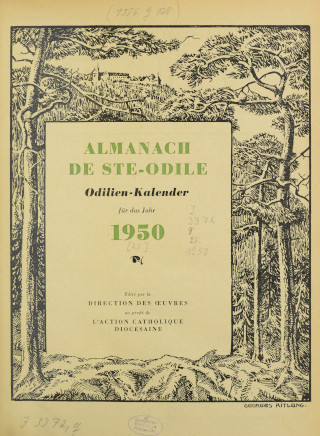 ALMANACH
DE STE-ODILE
Odilien-Kalender
für das Jahr
1950
Edité par la
DIRECTION DES ŒUVRES
au profit de
L'ACTION CATHOLIQUE
DIOCESAINE
GEORGES RITLENG.